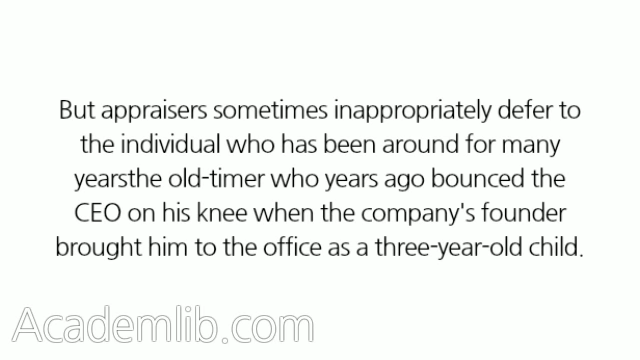 But appraisers sometimes inappropriately defer to
the individual who has been around for many
yearsthe old-timer who years ago bounced the
CEO on his knee when the company's founder
brought him to the office as a three-year-old child.
Academlib.com